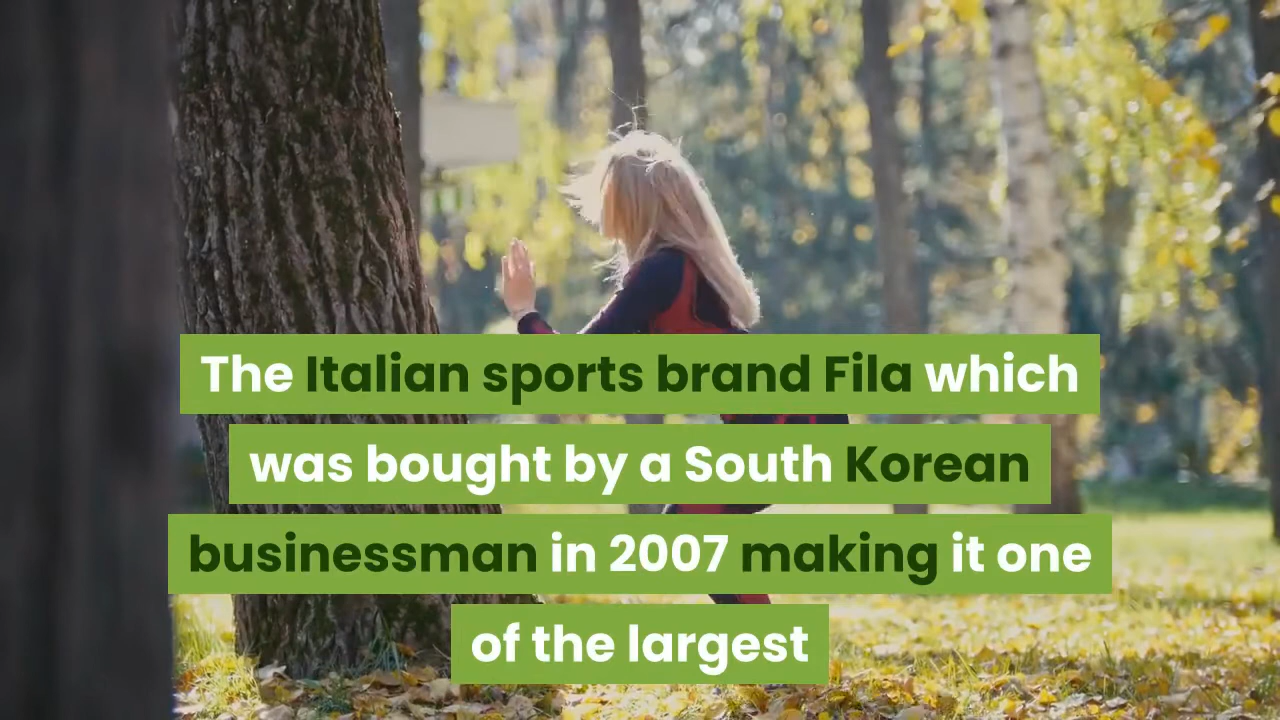 The Italian sports brand Fila which
was bought by a South Korean
businessman in 2007 making it one
of the largest